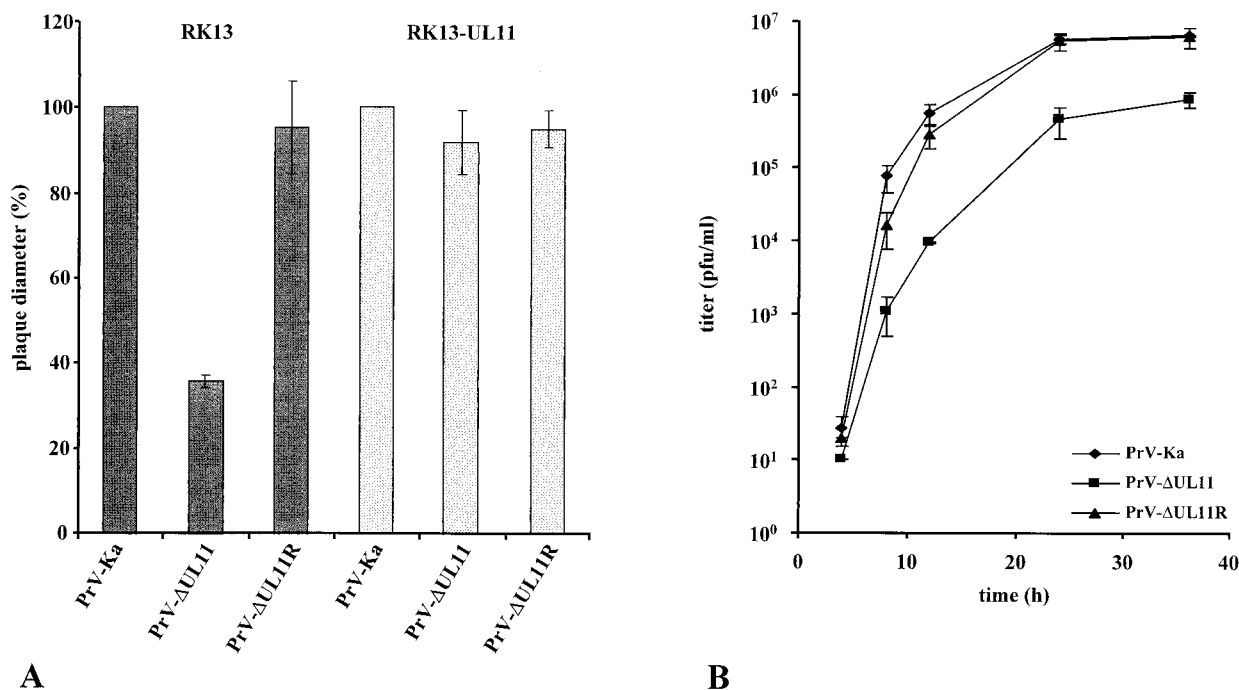 120
100
80
60
40
20
0
plaque diameter (%)
RK13
RK13-UL11
PrV-Ka
PrV-ΔUL11
PrV-ΔUL11R
PrV-Ka
PrV-ΔUL11
PrV-ΔUL11R
A
10⁷
10⁶
10⁵
10⁴
10³
10²
10¹
10⁰
titer (pfu/ml)
PrV-Ka
PrV-ΔUL11
PrV-ΔUL11R
0
10
20
30
40
time (h)
B